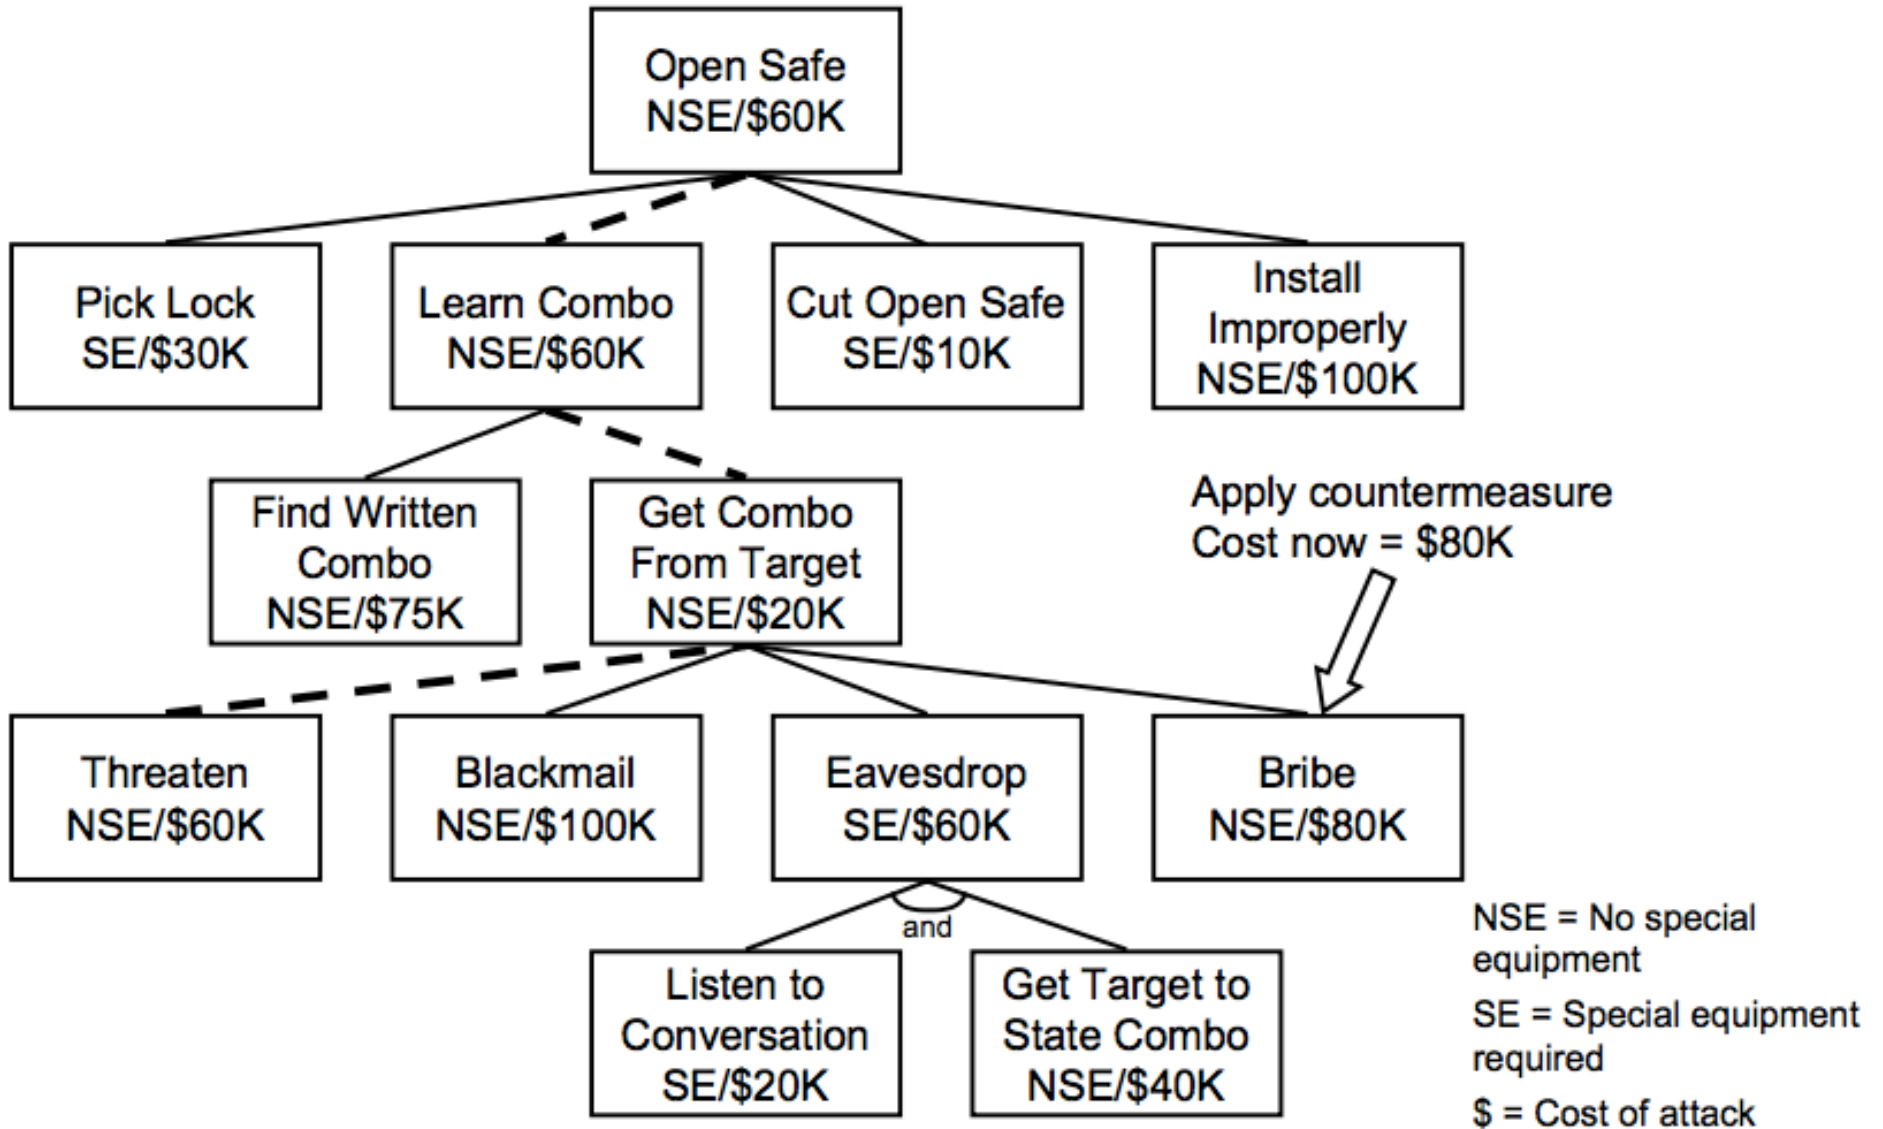 Open Safe
NSE/$60K
Pick Lock
SE/$30K
Learn Combo
NSE/$60K
Cut Open Safe
SE/$10K
Install
Improperly
NSE/$100K
Find Written
Combo
NSE/$75K
Get Combo
From Target
NSE/$20K
Apply countermeasure
Cost now = $80K
Threaten
NSE/$60K
Blackmail
NSE/$100K
Eavesdrop
SE/$60K
Bribe
NSE/$80K
and
Listen to
Conversation
SE/$20K
Get Target to
State Combo
NSE/$40K
NSE = No special
equipment
SE = Special equipment
required
$ = Cost of attack